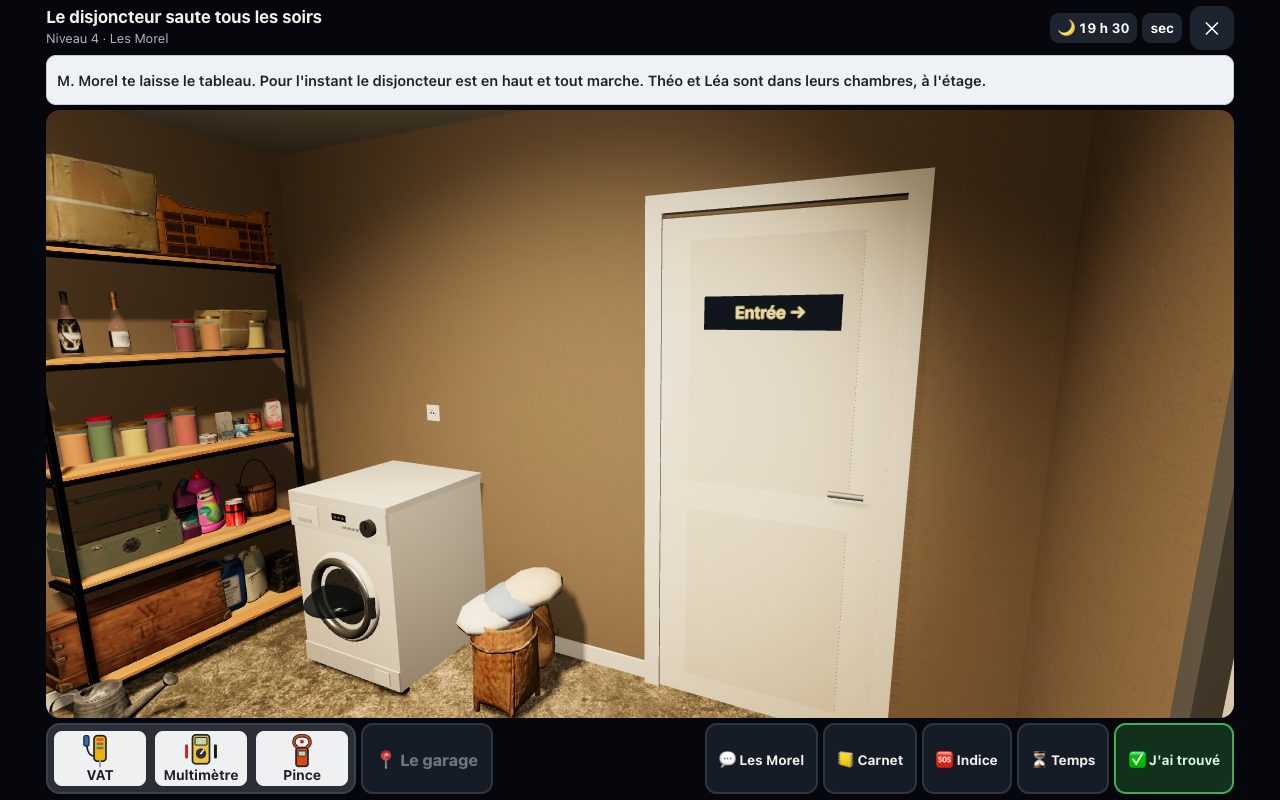 Le disjoncteur saute tous les soirs
Niveau 4 · Les Morel
🌙 19 h 30
sec
M. Morel te laisse le tableau. Pour l'instant le disjoncteur est en haut et tout marche. Théo et Léa sont dans leurs chambres, à l'étage.
Entrée →
VAT
Multimètre
Pince
📍 Le garage
💬 Les Morel
📒 Carnet
🆘 Indice
⏳ Temps
✅ J'ai trouvé